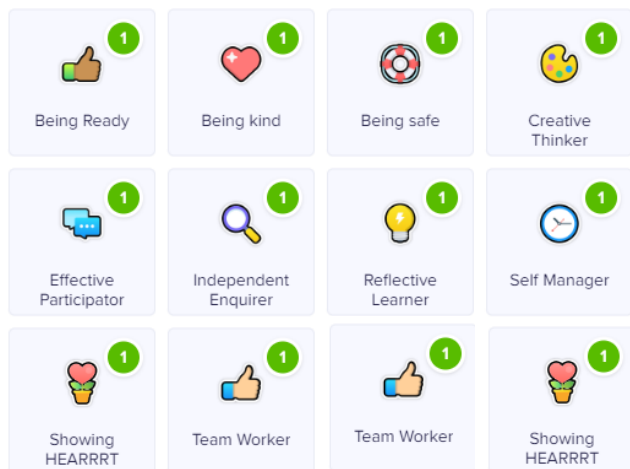 1
1
1
1
Being Ready
Being kind
Being safe
Creative
Thinker
1
1
1
1
Effective
Participator
Independent
Enquirer
Reflective
Learner
Self Manager
1
1
1
1
Showing
HEARRRT
Team Worker
Team Worker
Showing
HEARRRT